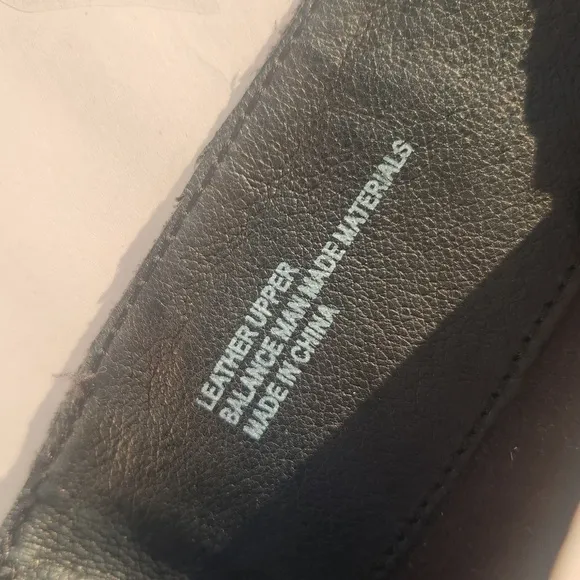 LEATHER UPPER
BALANCE MAN MADE MATERIALS
MADE IN CHINA